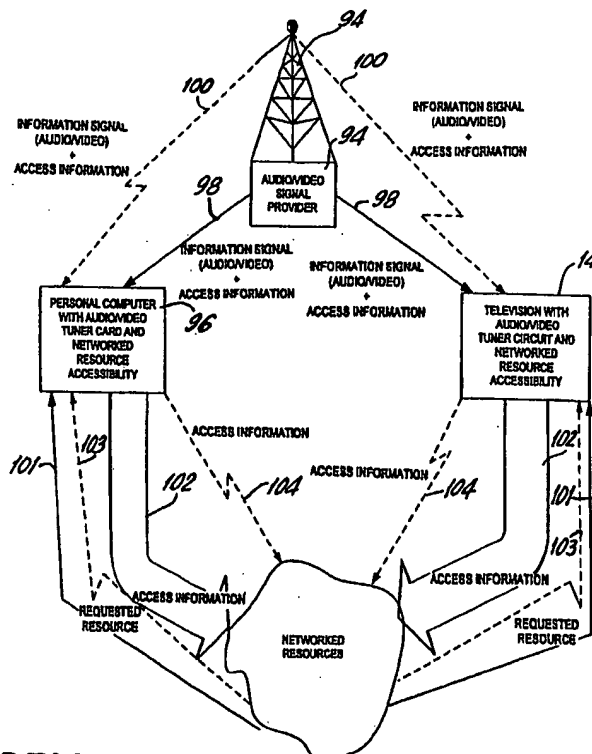 94
100
100
INFORMATION SIGNAL
(AUDIO/VIDEO)
+
ACCESS INFORMATION
INFORMATION SIGNAL
(AUDIO/VIDEO)
+
ACCESS INFORMATION
94
AUDIO/VIDEO
SIGNAL
PROVIDER
98
98
INFORMATION SIGNAL
(AUDIO/VIDEO)
+
ACCESS INFORMATION
INFORMATION SIGNAL
(AUDIO/VIDEO)
+
ACCESS INFORMATION
PERSONAL COMPUTER
WITH AUDIO/VIDEO
TUNER CARD AND
NETWORKED
RESOURCE
ACCESSIBILITY
96
14
TELEVISION WITH
AUDIO/VIDEO
TUNER CIRCUIT AND
NETWORKED
RESOURCE
ACCESSIBILITY
ACCESS INFORMATION
ACCESS INFORMATION
101
103
102
104
104
102
101
103
ACCESS INFORMATION
ACCESS INFORMATION
REQUESTED
RESOURCE
REQUESTED
RESOURCE
NETWORKED
RESOURCES